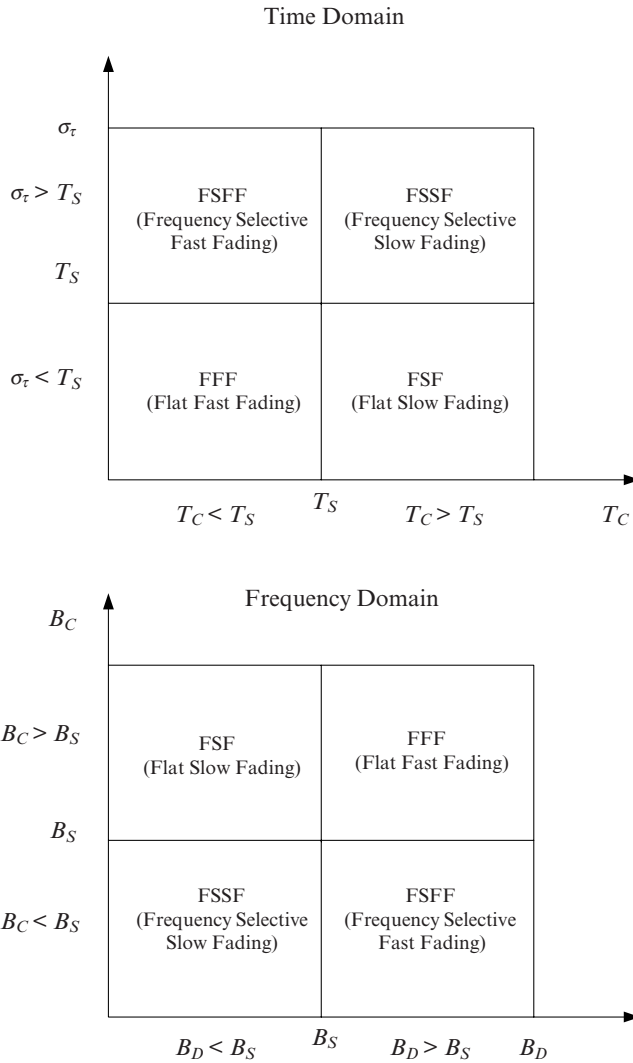 Time Domain
σ_τ
σ_τ > T_S
FSFF
(Frequency Selective
Fast Fading)
FSSF
(Frequency Selective
Slow Fading)
T_S
σ_τ < T_S
FFF
(Flat Fast Fading)
FSF
(Flat Slow Fading)
T_C < T_S
T_S
T_C > T_S
T_C
Frequency Domain
B_C
B_C > B_S
FSF
(Flat Slow Fading)
FFF
(Flat Fast Fading)
B_S
B_C < B_S
FSSF
(Frequency Selective
Slow Fading)
FSFF
(Frequency Selective
Fast Fading)
B_D < B_S
B_S
B_D > B_S
B_D